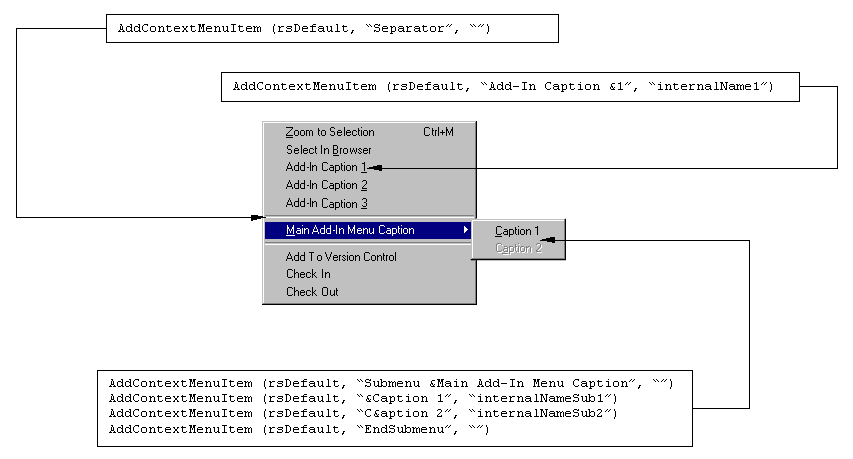 AddContextMenuItem (rsDefault, “Separator”, “”)
AddContextMenuItem (rsDefault, “Add-In Caption &1”, “internalName1”)
Zoom to Selection Ctrl+M
Select In Browser
Add-In Caption 1
Add-In Caption 2
Add-In Caption 3
Main Add-In Menu Caption
Caption 1
Caption 2
Add To Version Control
Check In
Check Out
AddContextMenuItem (rsDefault, “Submenu &Main Add-In Menu Caption”, “”)
AddContextMenuItem (rsDefault, “&Caption 1”, “internalNameSub1”)
AddContextMenuItem (rsDefault, “C&aption 2”, “internalNameSub2”)
AddContextMenuItem (rsDefault, “EndSubmenu”, “”)